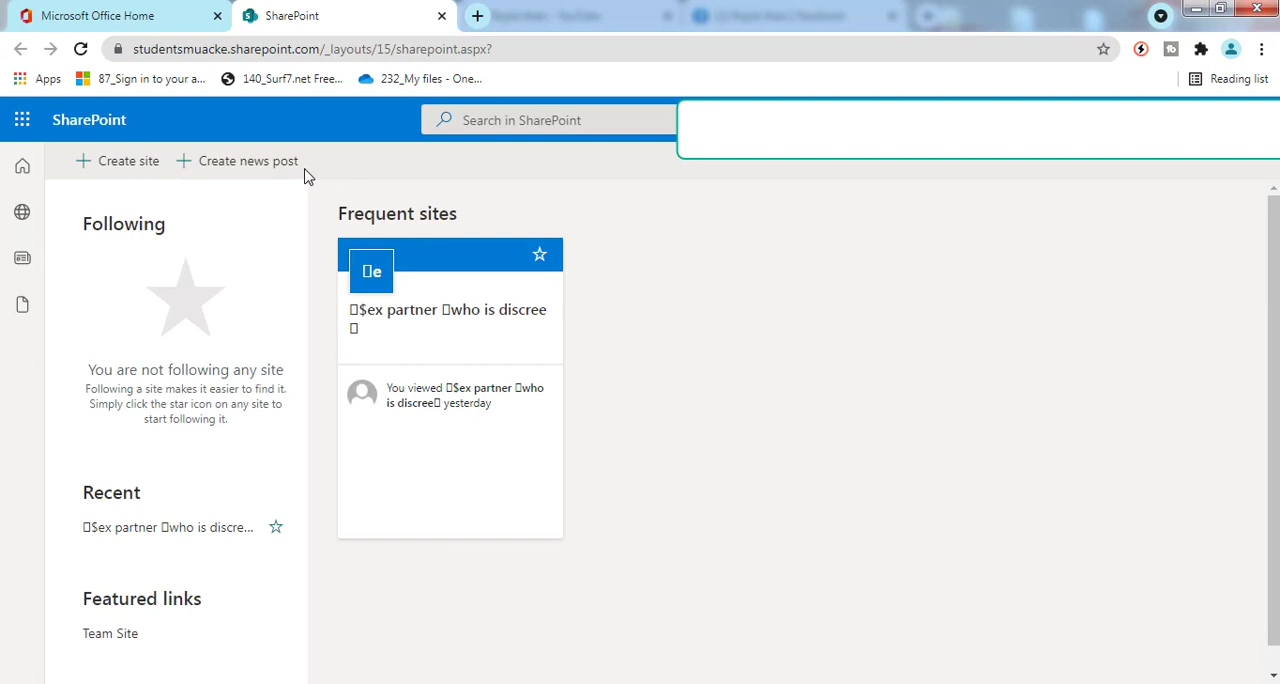 Microsoft Office Home
SharePoint
studentsmuacke.sharepoint.com/_layouts/15/sharepoint.aspx?
Apps
87_Sign in to your a...
140_Surf7.net Free...
232_My files - One...
Reading list
SharePoint
Search in SharePoint
Create site
Create news post
Following
You are not following any site
Following a site makes it easier to find it.
Simply click the star icon on any site to
start following it.
Recent
▯$ex partner ▯who is discre...
Featured links
Team Site
Frequent sites
▯e
▯$ex partner ▯who is discree
▯
You viewed ▯$ex partner ▯who
is discree▯ yesterday